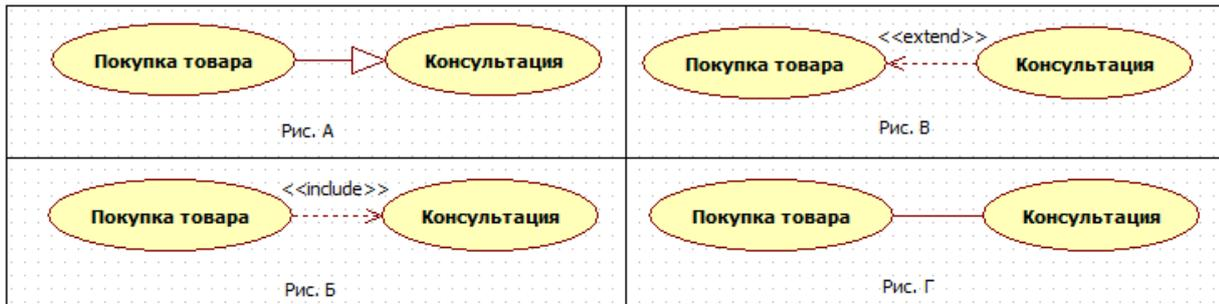 Покупка товара
Консультация
Рис. А
<<extend>>
Покупка товара
Консультация
Рис. В
<<include>>
Покупка товара
Консультация
Рис. Б
Покупка товара
Консультация
Рис. Г